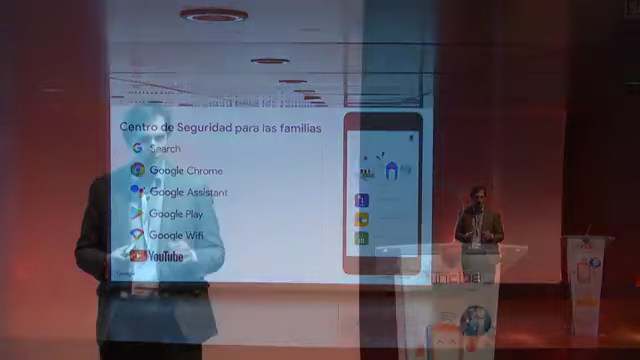 Centro de Seguridad para las familias
Search
Google Chrome
Google Assistant
Google Play
Google Wifi
YouTube